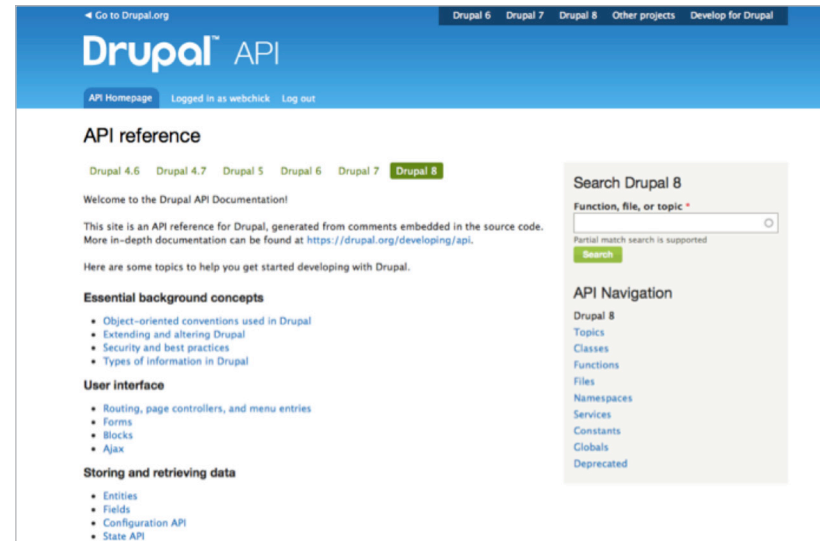 ◄ Go to Drupal.org
Drupal 6 Drupal 7 Drupal 8 Other projects Develop for Drupal
Drupal™ API
API Homepage Logged in as webchick Log out
API reference
Drupal 4.6 Drupal 4.7 Drupal 5 Drupal 6 Drupal 7 Drupal 8
Welcome to the Drupal API Documentation!
This site is an API reference for Drupal, generated from comments embedded in the source code.
More in-depth documentation can be found at https://drupal.org/developing/api.
Here are some topics to help you get started developing with Drupal.
Essential background concepts
• Object-oriented conventions used in Drupal
• Extending and altering Drupal
• Security and best practices
• Types of information in Drupal
User interface
• Routing, page controllers, and menu entries
• Forms
• Blocks
• Ajax
Storing and retrieving data
• Entities
• Fields
• Configuration API
• State API
Search Drupal 8
Function, file, or topic *
Partial match search is supported
Search
API Navigation
Drupal 8
Topics
Classes
Functions
Files
Namespaces
Services
Constants
Globals
Deprecated